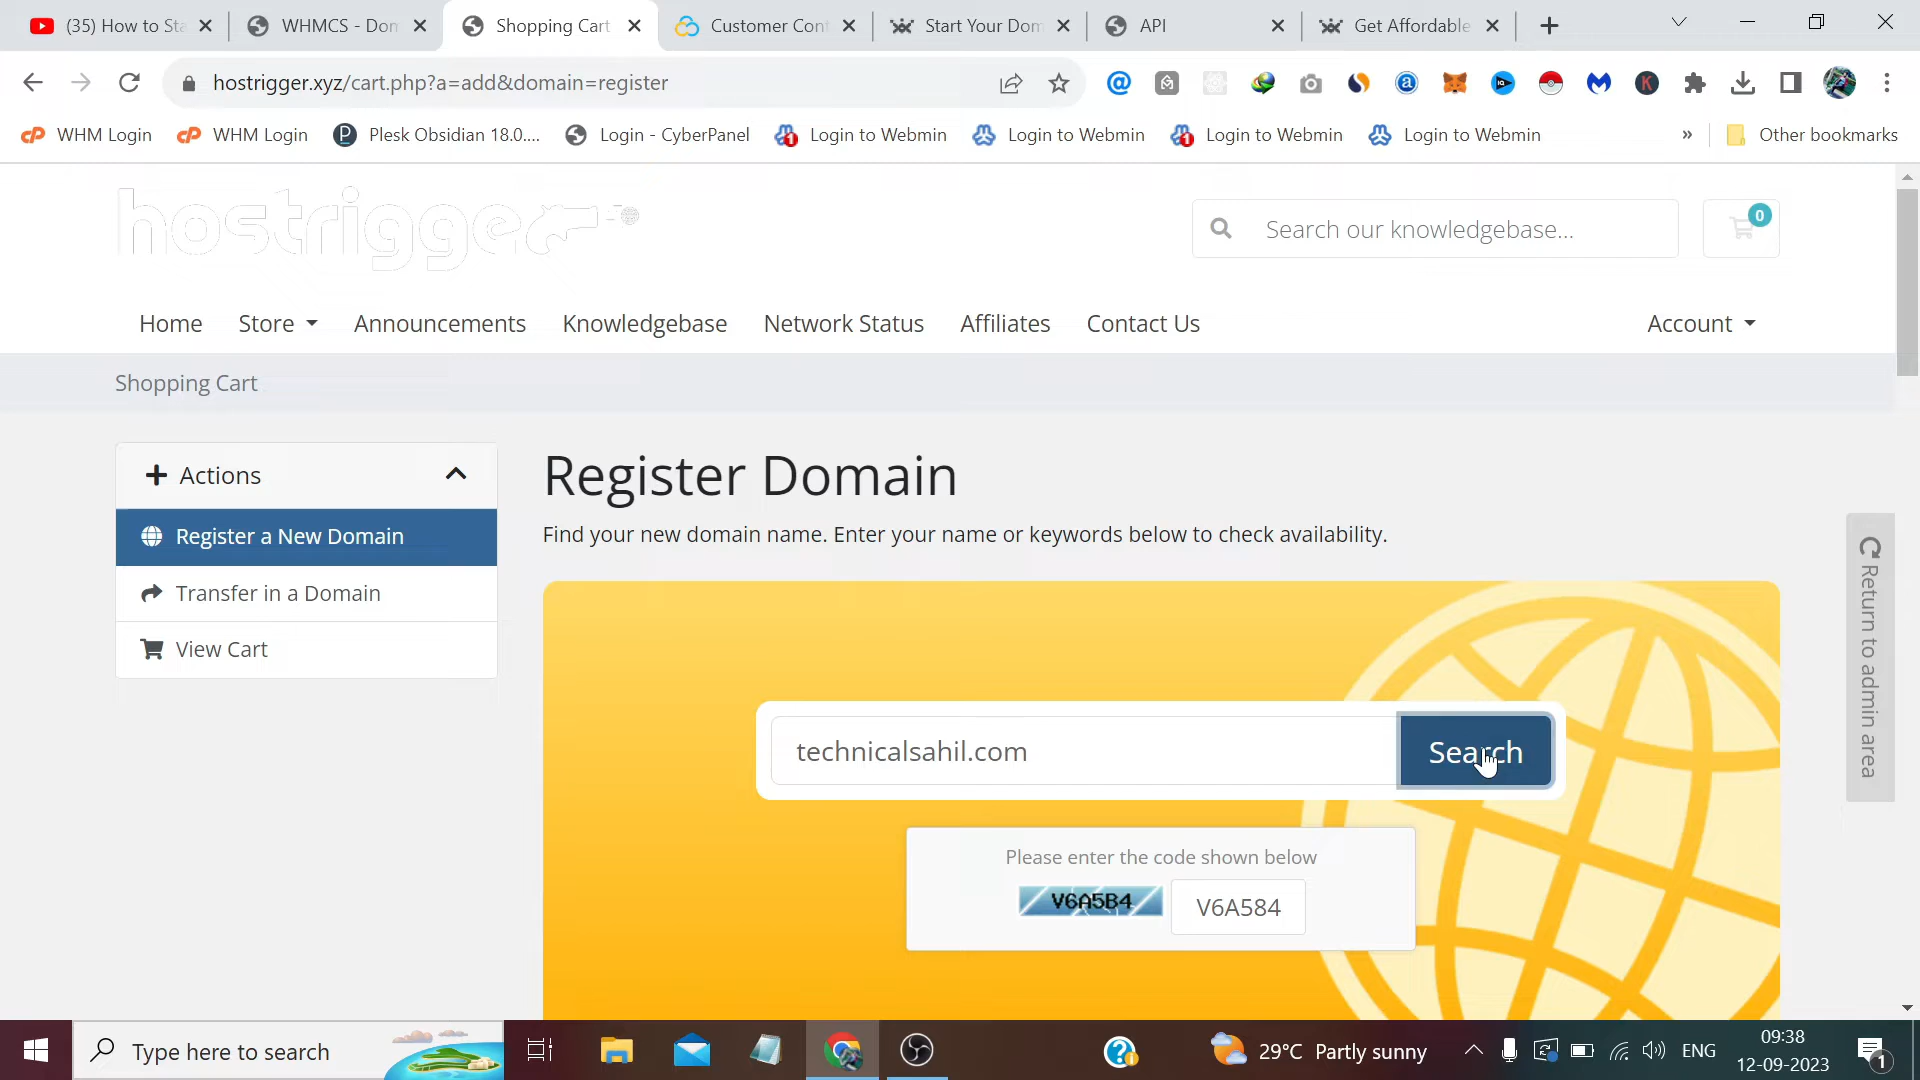 (35) How to Sta
WHMCS - Dom
Shopping Cart
Customer Cont
Start Your Dom
API
Get Affordable
hostrigger.xyz/cart.php?a=add&domain=register
WHM Login
WHM Login
Plesk Obsidian 18.0....
Login - CyberPanel
Login to Webmin
Login to Webmin
Login to Webmin
Login to Webmin
»
Other bookmarks
hostrigger
Search our knowledgebase...
0
Home
Store
Announcements
Knowledgebase
Network Status
Affiliates
Contact Us
Account
Shopping Cart
Actions
Register a New Domain
Transfer in a Domain
View Cart
Register Domain
Find your new domain name. Enter your name or keywords below to check availability.
technicalsahil.com
Search
Please enter the code shown below
V6A5B4
V6A584
Return to admin area
Type here to search
29°C Partly sunny
ENG
09:38
12-09-2023
1